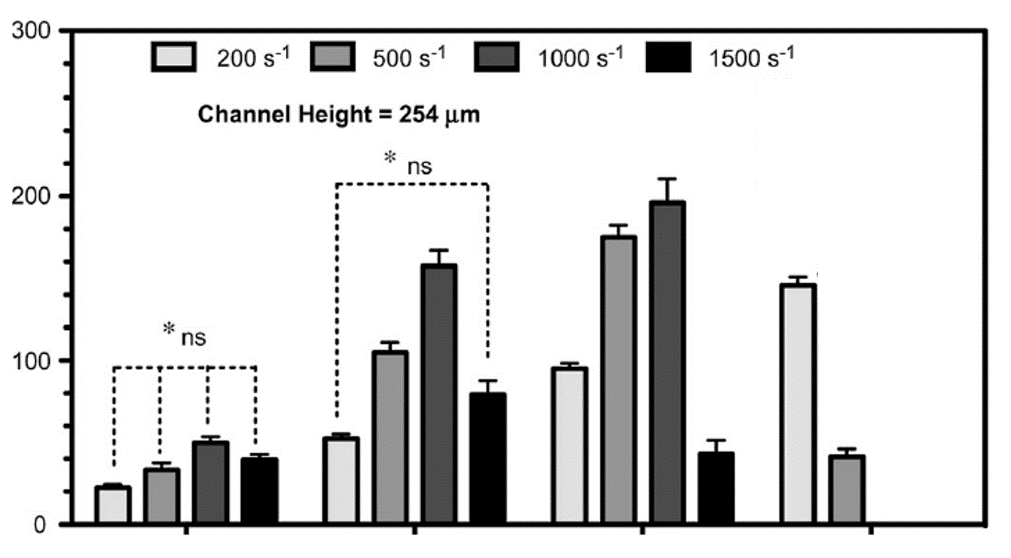 300
200 s-1 500 s-1 1000 s-1 1500 s-1
Channel Height = 254 μm
* ns
200
* ns
100
0